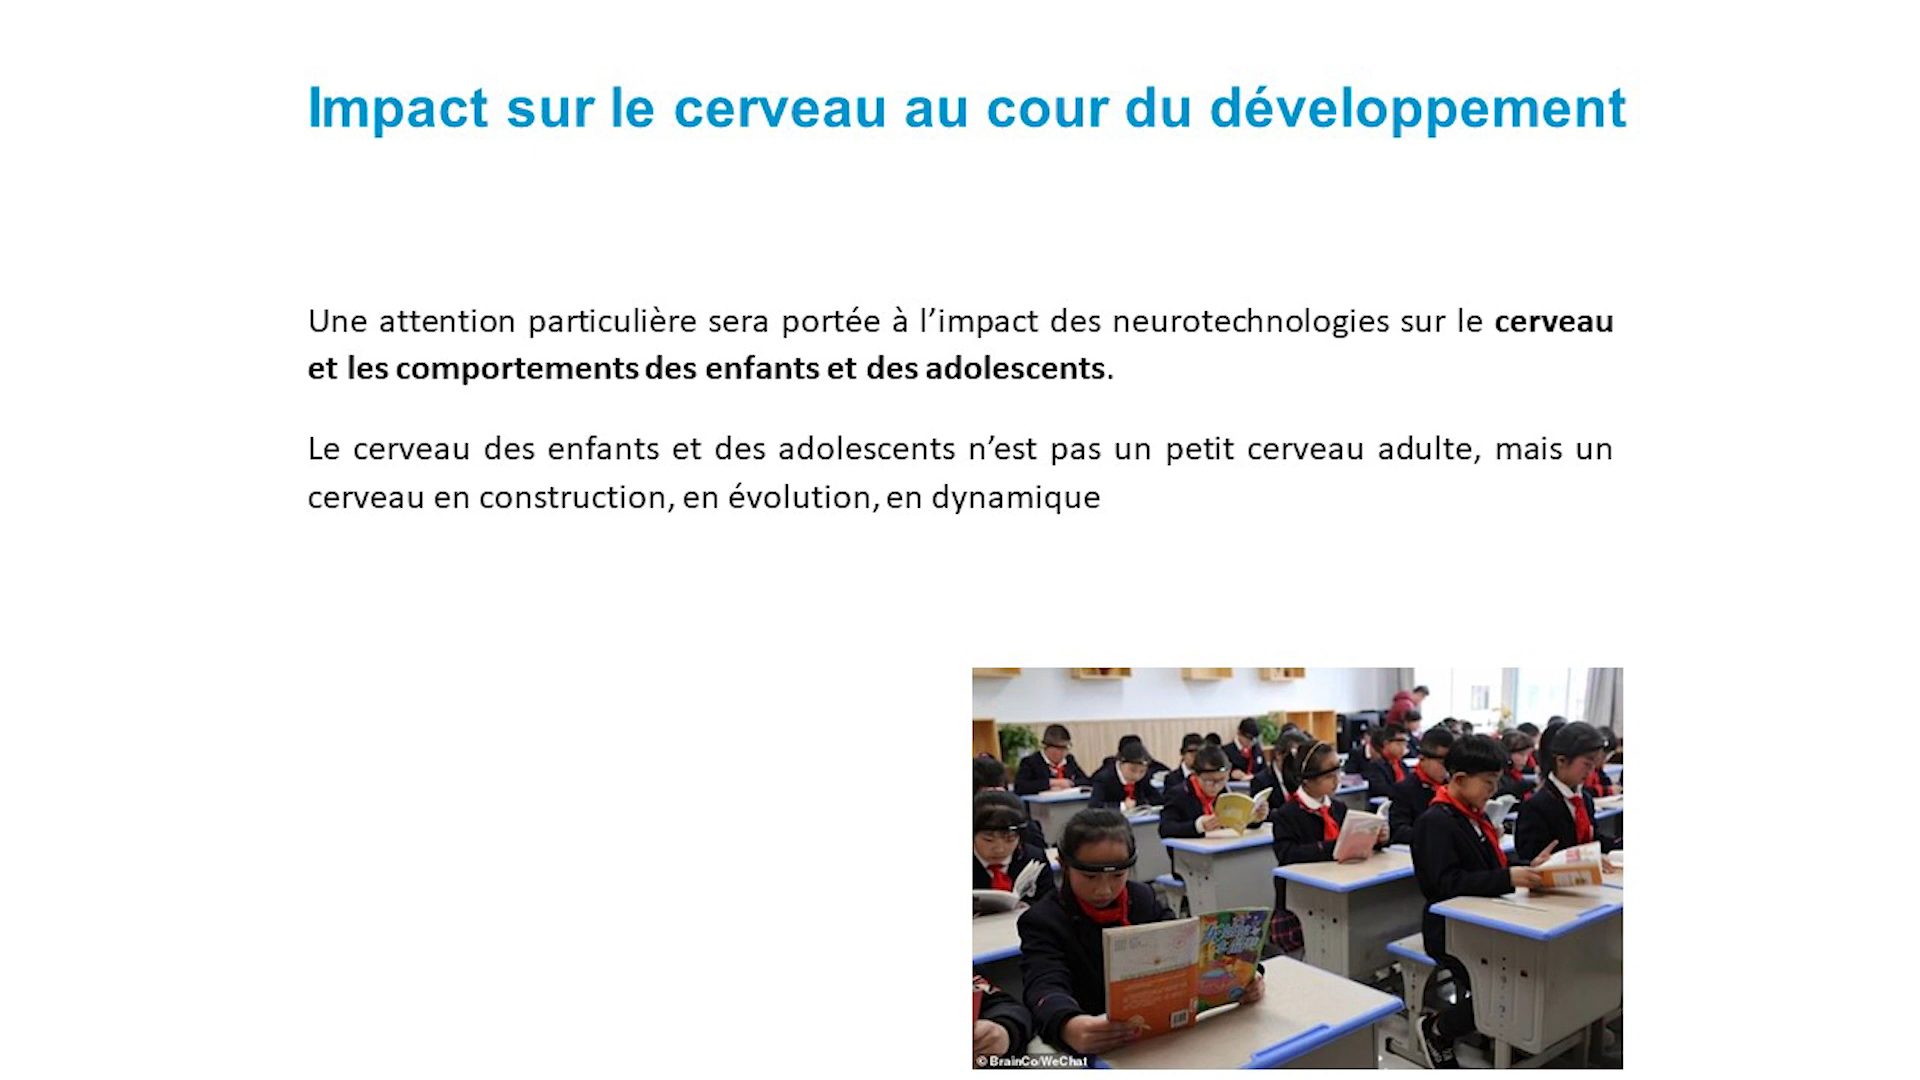 Impact sur le cerveau au cour du développement
Une attention particulière sera portée à l’impact des neurotechnologies sur le cerveau
et les comportements des enfants et des adolescents.
Le cerveau des enfants et des adolescents n’est pas un petit cerveau adulte, mais un
cerveau en construction, en évolution, en dynamique
© BrainCo/WeChat